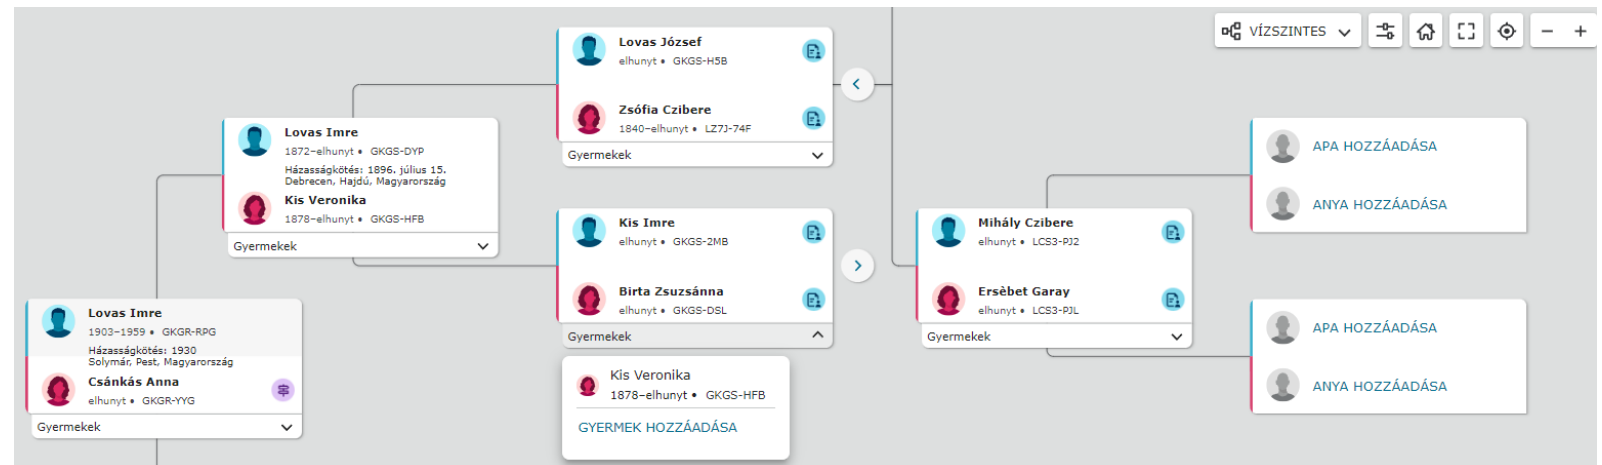 VÍZSZINTES
Lovas József
elhunyt • GKGS-H5B
Zsófia Czibere
1840–elhunyt • LZ7J-74F
Gyermekek
Lovas Imre
1872–elhunyt • GKGS-DYP
Házasságkötés: 1896. július 15.
Debrecen, Hajdú, Magyarország
Kis Veronika
1878–elhunyt • GKGS-HFB
Gyermekek
Kis Imre
elhunyt • GKGS-2MB
Birta Zsuzsánna
elhunyt • GKGS-DSL
Gyermekek
Kis Veronika
1878–elhunyt • GKGS-HFB
GYERMEK HOZZÁADÁSA
Mihály Czibere
elhunyt • LCS3-PJ2
Ersèbet Garay
elhunyt • LCS3-PJL
Gyermekek
APA HOZZÁADÁSA
ANYA HOZZÁADÁSA
APA HOZZÁADÁSA
ANYA HOZZÁADÁSA
Lovas Imre
1903–1959 • GKGR-RPG
Házasságkötés: 1930
Solymár, Pest, Magyarország
Csánkás Anna
elhunyt • GKGR-YYG
Gyermekek